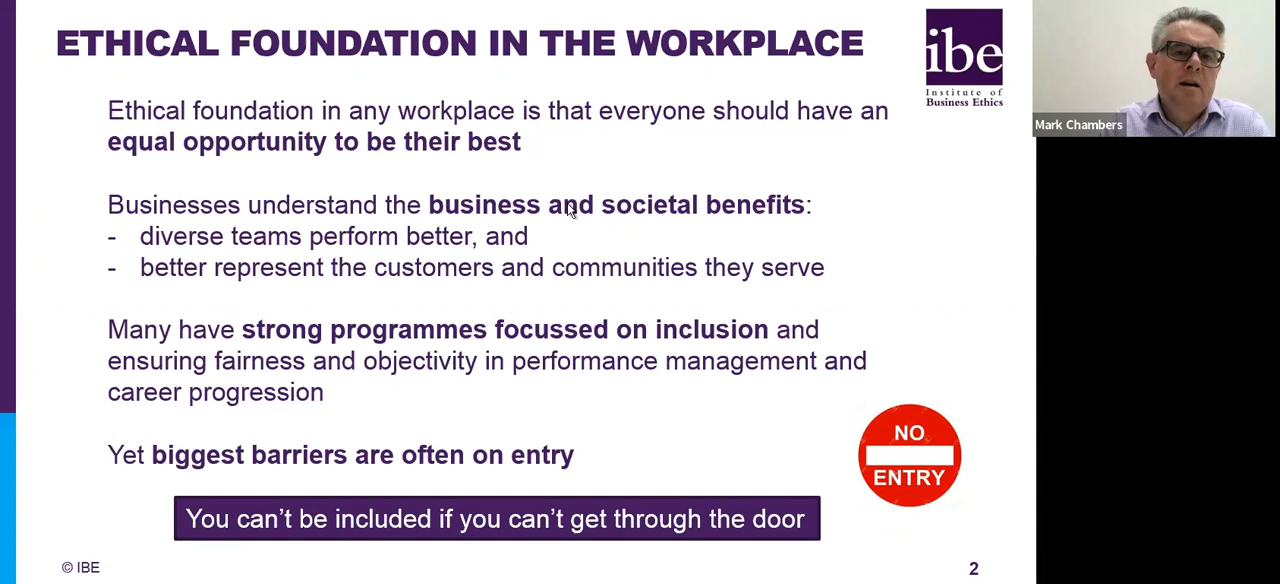 ETHICAL FOUNDATION IN THE WORKPLACE
ibe
Institute of
Business Ethics
Mark Chambers
Ethical foundation in any workplace is that everyone should have an
equal opportunity to be their best
Businesses understand the business and societal benefits:
- diverse teams perform better, and
- better represent the customers and communities they serve
Many have strong programmes focussed on inclusion and
ensuring fairness and objectivity in performance management and
career progression
Yet biggest barriers are often on entry
NO
ENTRY
You can't be included if you can't get through the door
© IBE
2